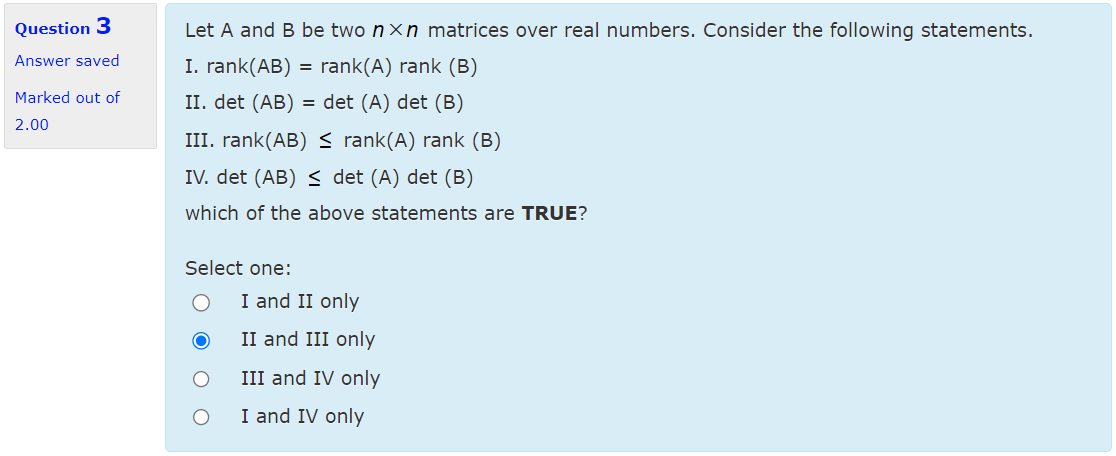 Question 3
Answer saved
Marked out of
2.00
Let A and B be two n×n matrices over real numbers. Consider the following statements.
I. rank(AB) = rank(A) rank (B)
II. det (AB) = det (A) det (B)
III. rank(AB) ≤ rank(A) rank (B)
IV. det (AB) ≤ det (A) det (B)
which of the above statements are TRUE?
Select one:
I and II only
II and III only
III and IV only
I and IV only